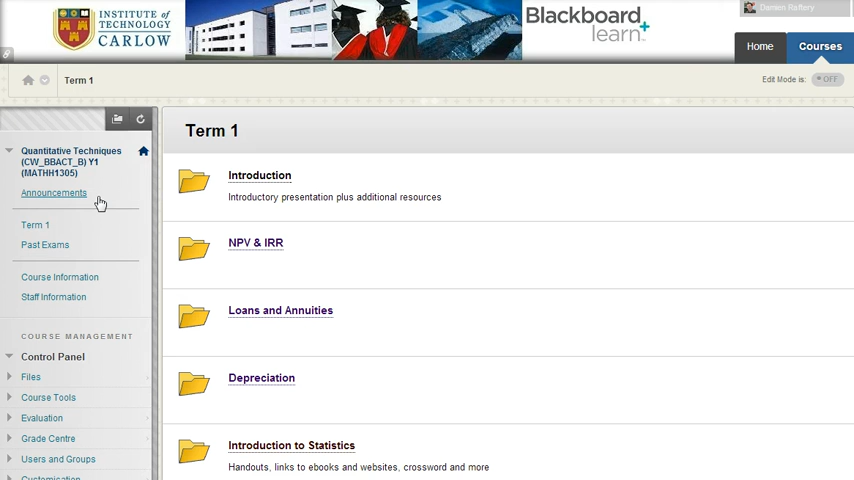 INSTITUTE of
TECHNOLOGY
CARLOW
Blackboard
learn+
Damien Raftery
Home
Courses
Term 1
Edit Mode is:
OFF
Quantitative Techniques
(CW_BBACT_B) Y1
(MATHH1305)
Announcements
Term 1
Past Exams
Course Information
Staff Information
COURSE MANAGEMENT
Control Panel
Files
Course Tools
Evaluation
Grade Centre
Users and Groups
Customisation
Term 1
Introduction
Introductory presentation plus additional resources
NPV & IRR
Loans and Annuities
Depreciation
Introduction to Statistics
Handouts, links to ebooks and websites, crossword and more